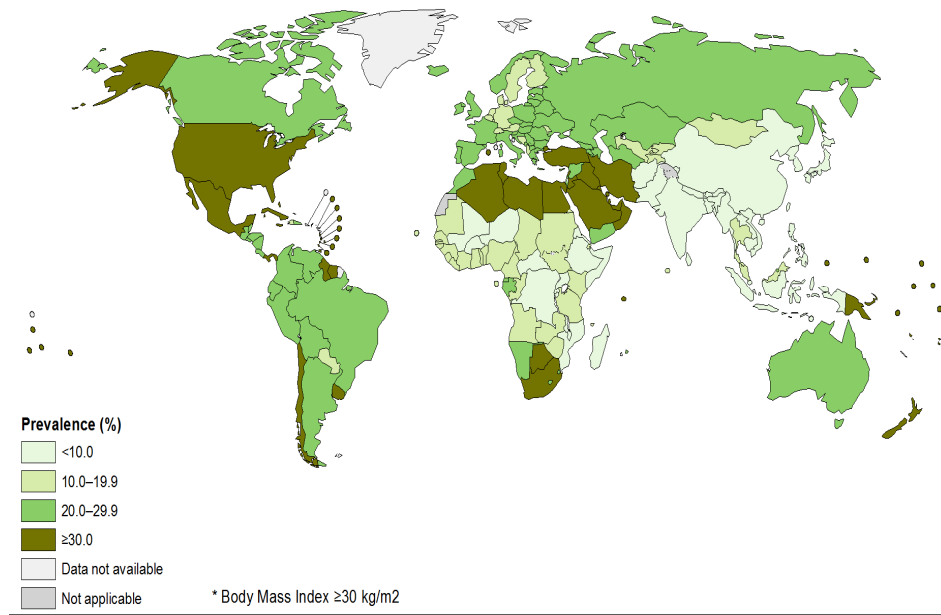 Prevalence (%)
<10.0
10.0–19.9
20.0–29.9
≥30.0
Data not available
Not applicable
* Body Mass Index ≥30 kg/m2